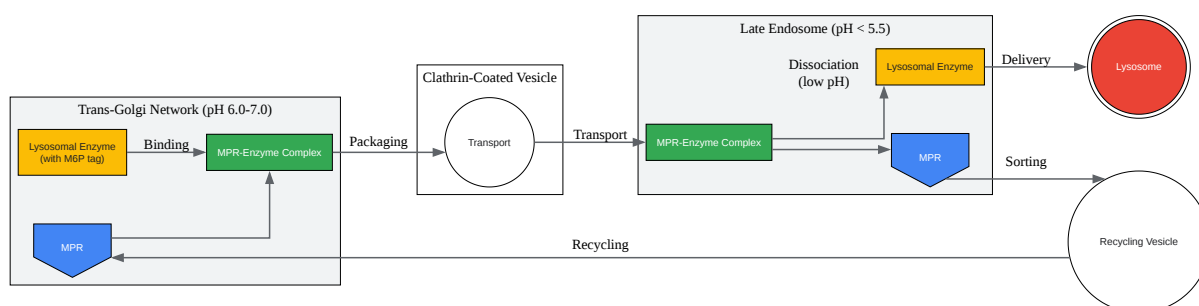 Trans-Golgi Network (pH 6.0-7.0)
Lysosomal Enzyme
(with M6P tag)
Binding
MPR-Enzyme Complex
MPR
Packaging
Clathrin-Coated Vesicle
Transport
Transport
Late Endosome (pH < 5.5)
MPR-Enzyme Complex
Dissociation
(low pH)
Lysosomal Enzyme
MPR
Delivery
Lysosome
Sorting
Recycling Vesicle
Recycling